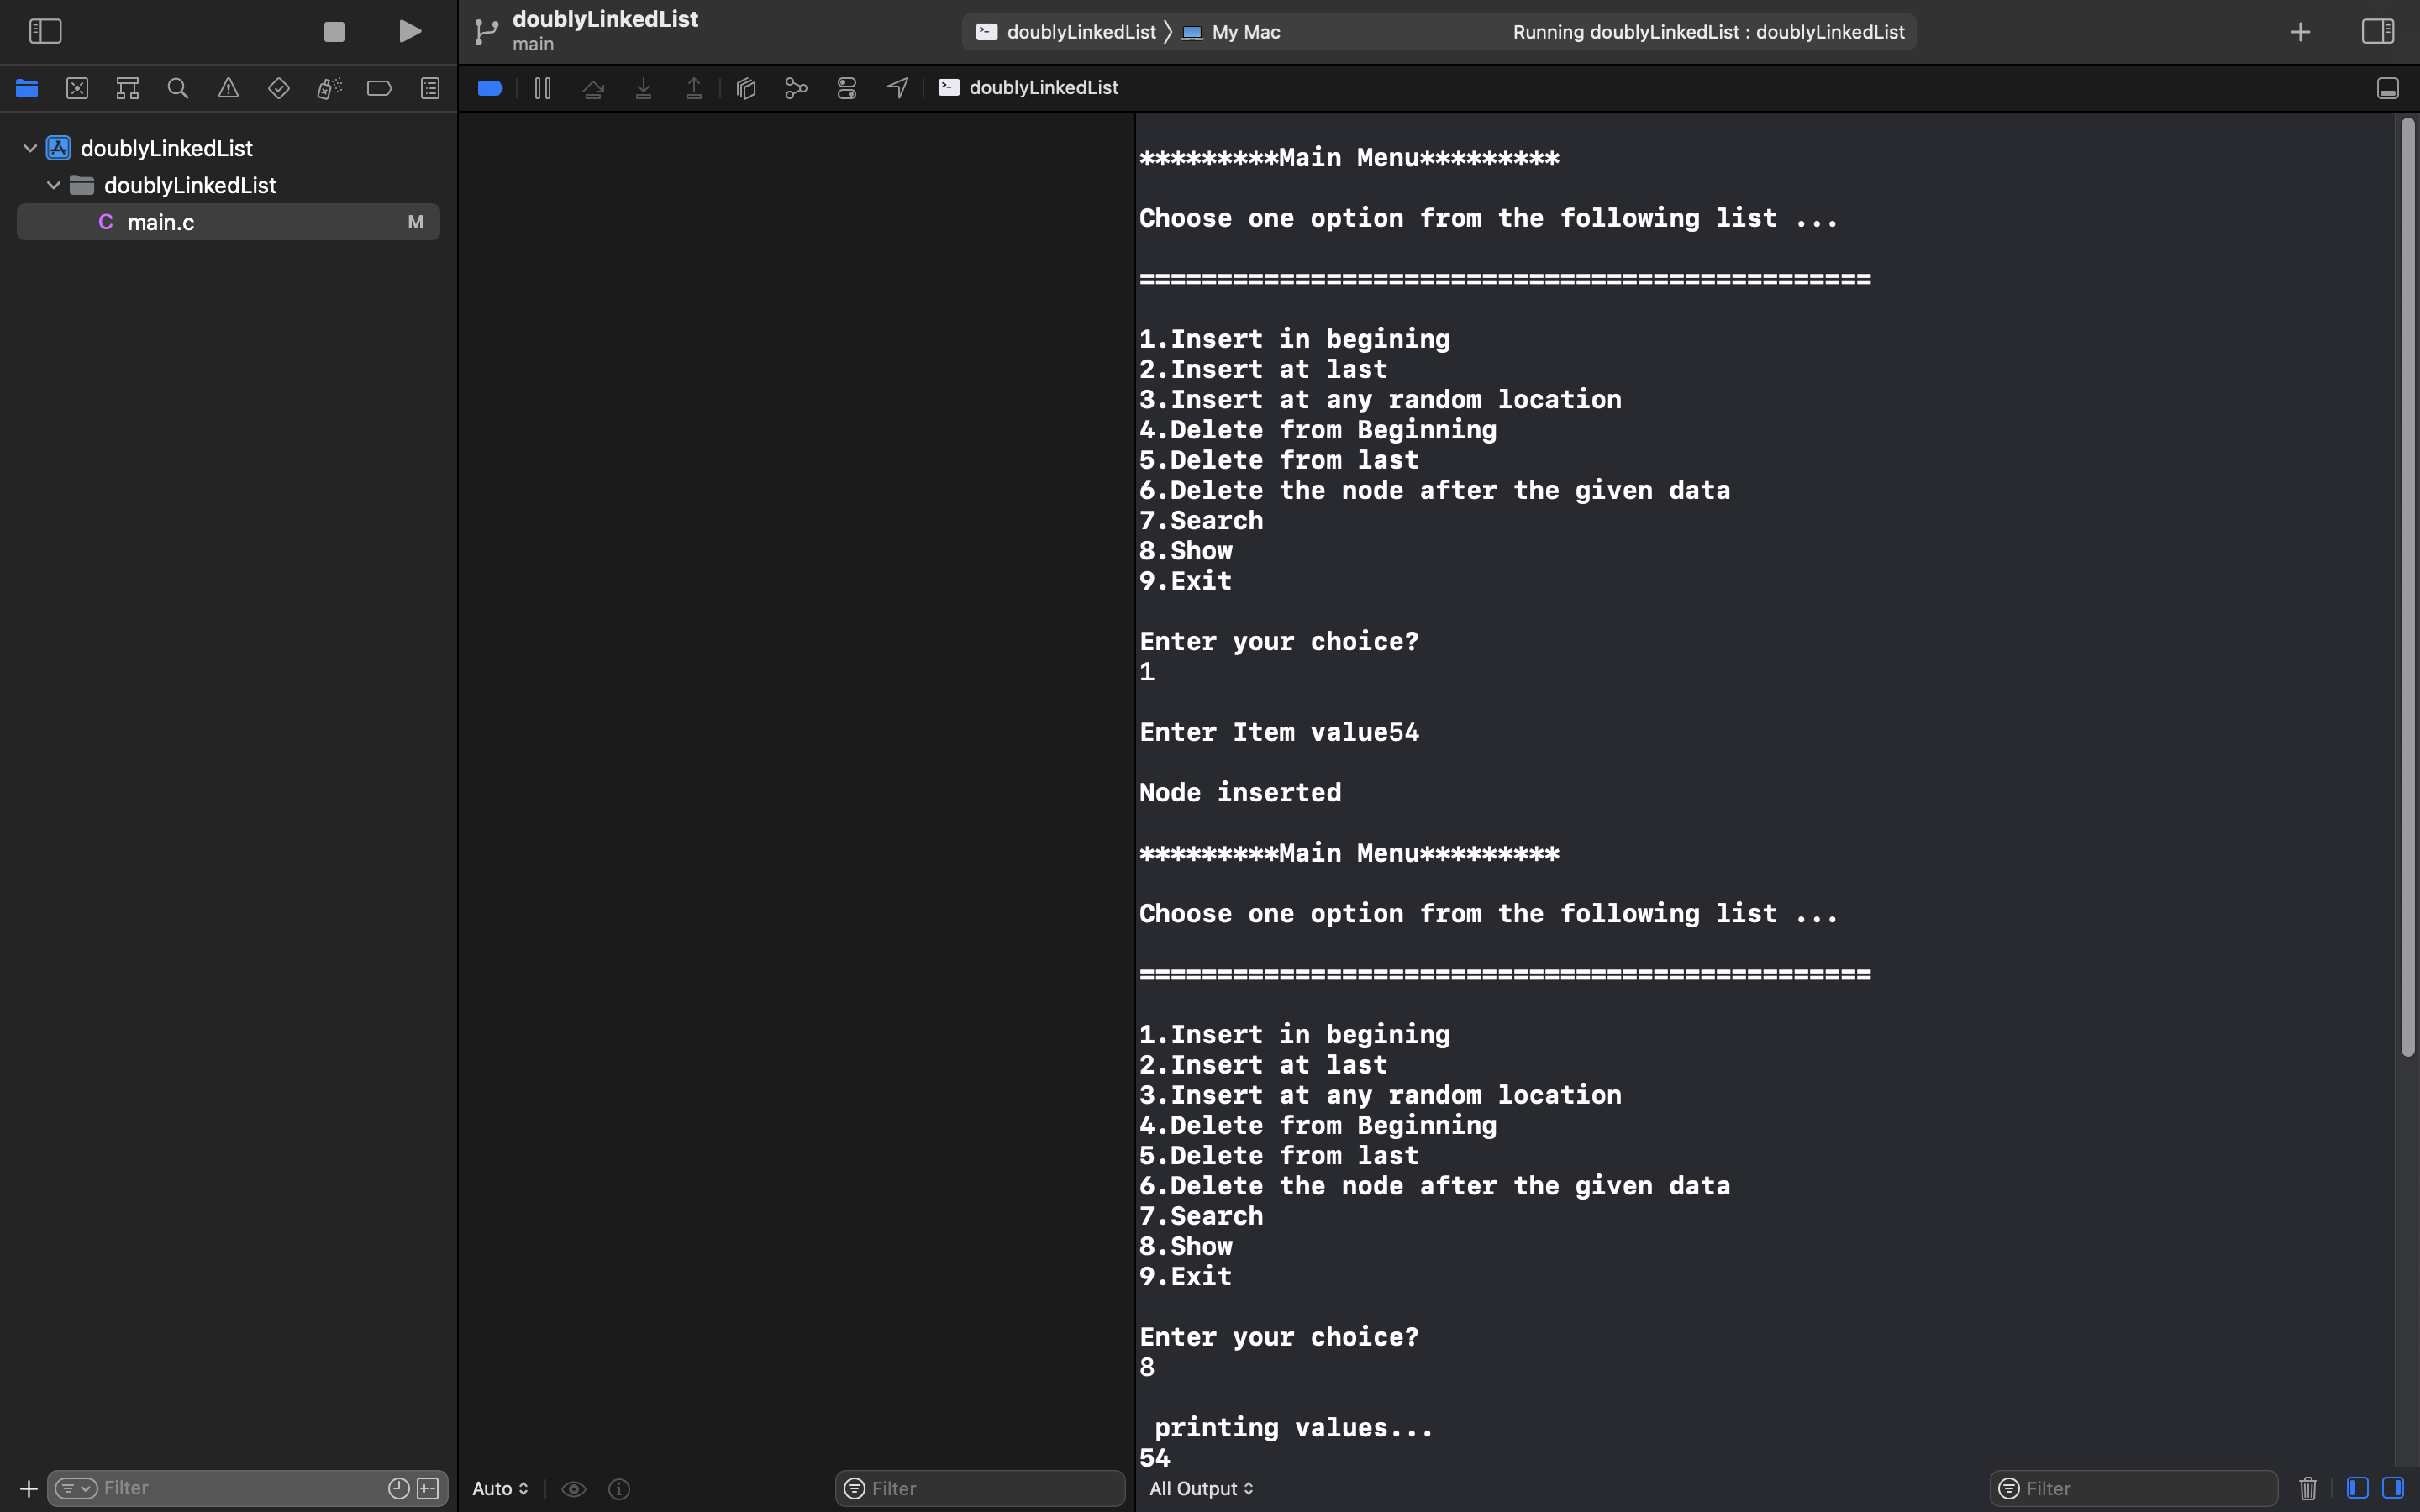 doublyLinkedList
main
doublyLinkedList
My Mac
Running doublyLinkedList : doublyLinkedList
doublyLinkedList
doublyLinkedList
doublyLinkedList
C main.c M
*********Main Menu*********
Choose one option from the following list ...
===============================================
1.Insert in begining
2.Insert at last
3.Insert at any random location
4.Delete from Beginning
5.Delete from last
6.Delete the node after the given data
7.Search
8.Show
9.Exit
Enter your choice?
1
Enter Item value54
Node inserted
*********Main Menu*********
Choose one option from the following list ...
===============================================
1.Insert in begining
2.Insert at last
3.Insert at any random location
4.Delete from Beginning
5.Delete from last
6.Delete the node after the given data
7.Search
8.Show
9.Exit
Enter your choice?
8
printing values...
54
Filter
Auto
Filter
All Output
Filter